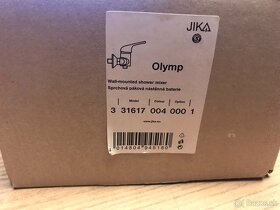 JIKA
Olymp
Wall-mounted shower mixer
Sprchová páková nástěnná baterie
Model Colour Option
3 31617 004 000 1
www.jika.eu